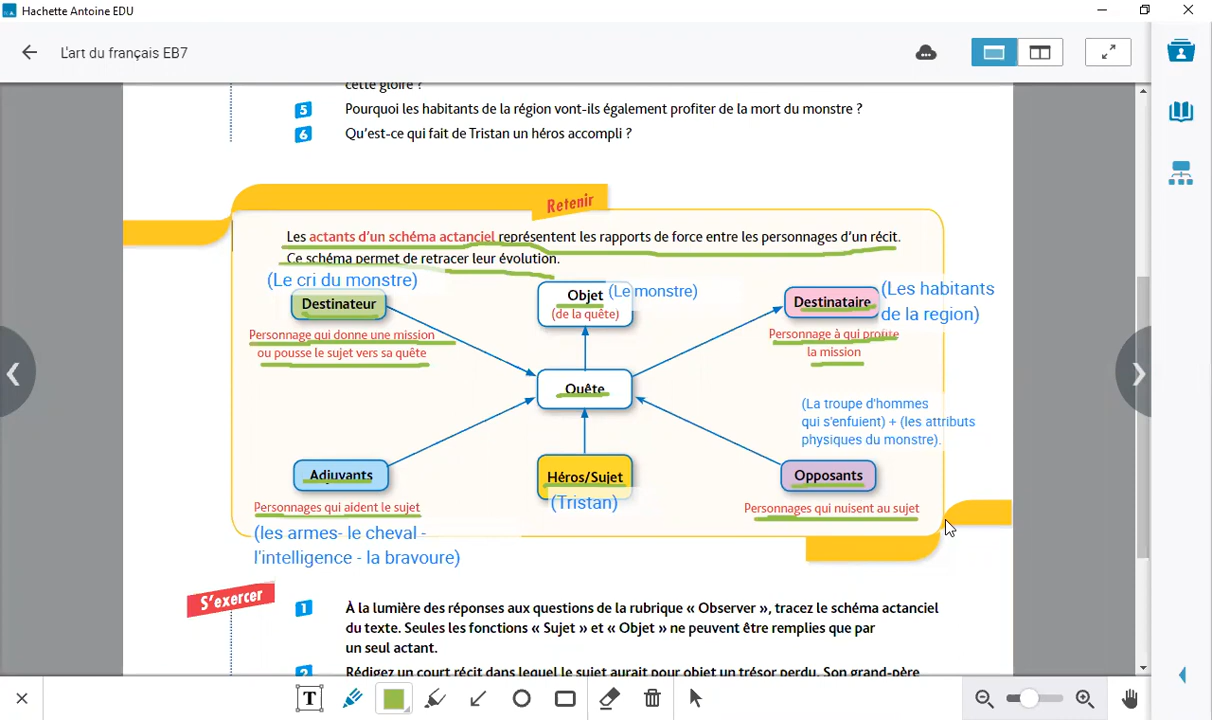 Hachette Antoine EDU
L'art du français EB7
cette gloire ?
5 Pourquoi les habitants de la région vont-ils également profiter de la mort du monstre ?
6 Qu'est-ce qui fait de Tristan un héros accompli ?
Retenir
Les actants d'un schéma actanciel représentent les rapports de force entre les personnages d'un récit.
Ce schéma permet de retracer leur évolution.
(Le cri du monstre)
Destinateur
Personnage qui donne une mission
ou pousse le sujet vers sa quête
Objet (Le monstre)
(de la quête)
Destinataire (Les habitants
de la region)
Personnage à qui profite
la mission
Quête
(La troupe d'hommes
qui s'enfuient) + (les attributs
physiques du monstre).
Adjuvants
Personnages qui aident le sujet
(les armes- le cheval -
l'intelligence - la bravoure)
Héros/Sujet
(Tristan)
Opposants
Personnages qui nuisent au sujet
S'exercer
1 À la lumière des réponses aux questions de la rubrique « Observer », tracez le schéma actanciel
du texte. Seules les fonctions « Sujet » et « Objet » ne peuvent être remplies que par
un seul actant.
2 Rédigez un court récit dans lequel le sujet aurait pour objet un trésor perdu. Son grand-père
T